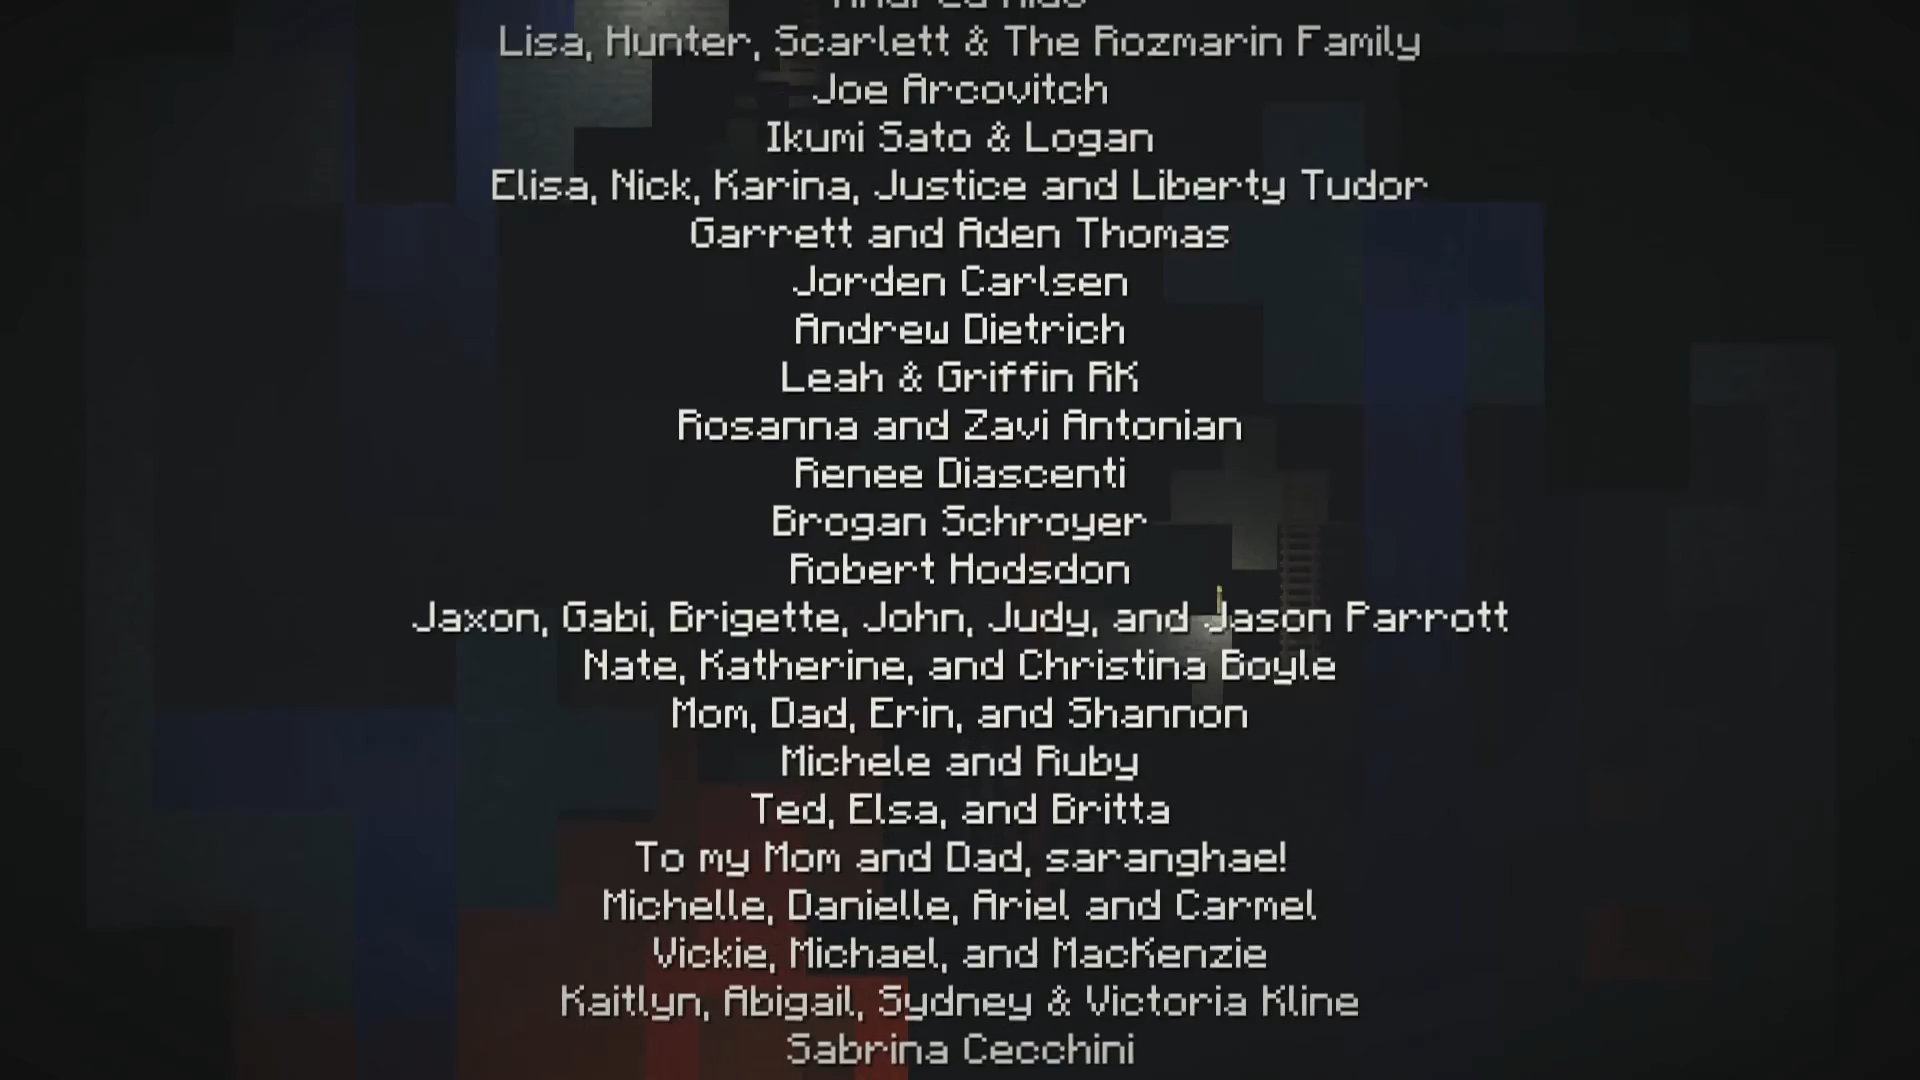 Lisa, Hunter, Scarlett & The Rozmarin Family
Joe Arcovitch
Ikumi Sato & Logan
Elisa, Nick, Karina, Justice and Liberty Tudor
Garrett and Aden Thomas
Jorden Carlsen
Andrew Dietrich
Leah & Griffin RK
Rosanna and Zavi Antonian
Renee Diascenti
Brogan Schroyer
Robert Hodsdon
Jaxon, Gabi, Brigette, John, Judy, and Jason Parrott
Nate, Katherine, and Christina Boyle
Mom, Dad, Erin, and Shannon
Michele and Ruby
Ted, Elsa, and Britta
To my Mom and Dad, saranghae!
Michelle, Danielle, Ariel and Carmel
Vickie, Michael, and MacKenzie
Kaitlyn, Abigail, Sydney & Victoria Kline
Sabrina Cecchini